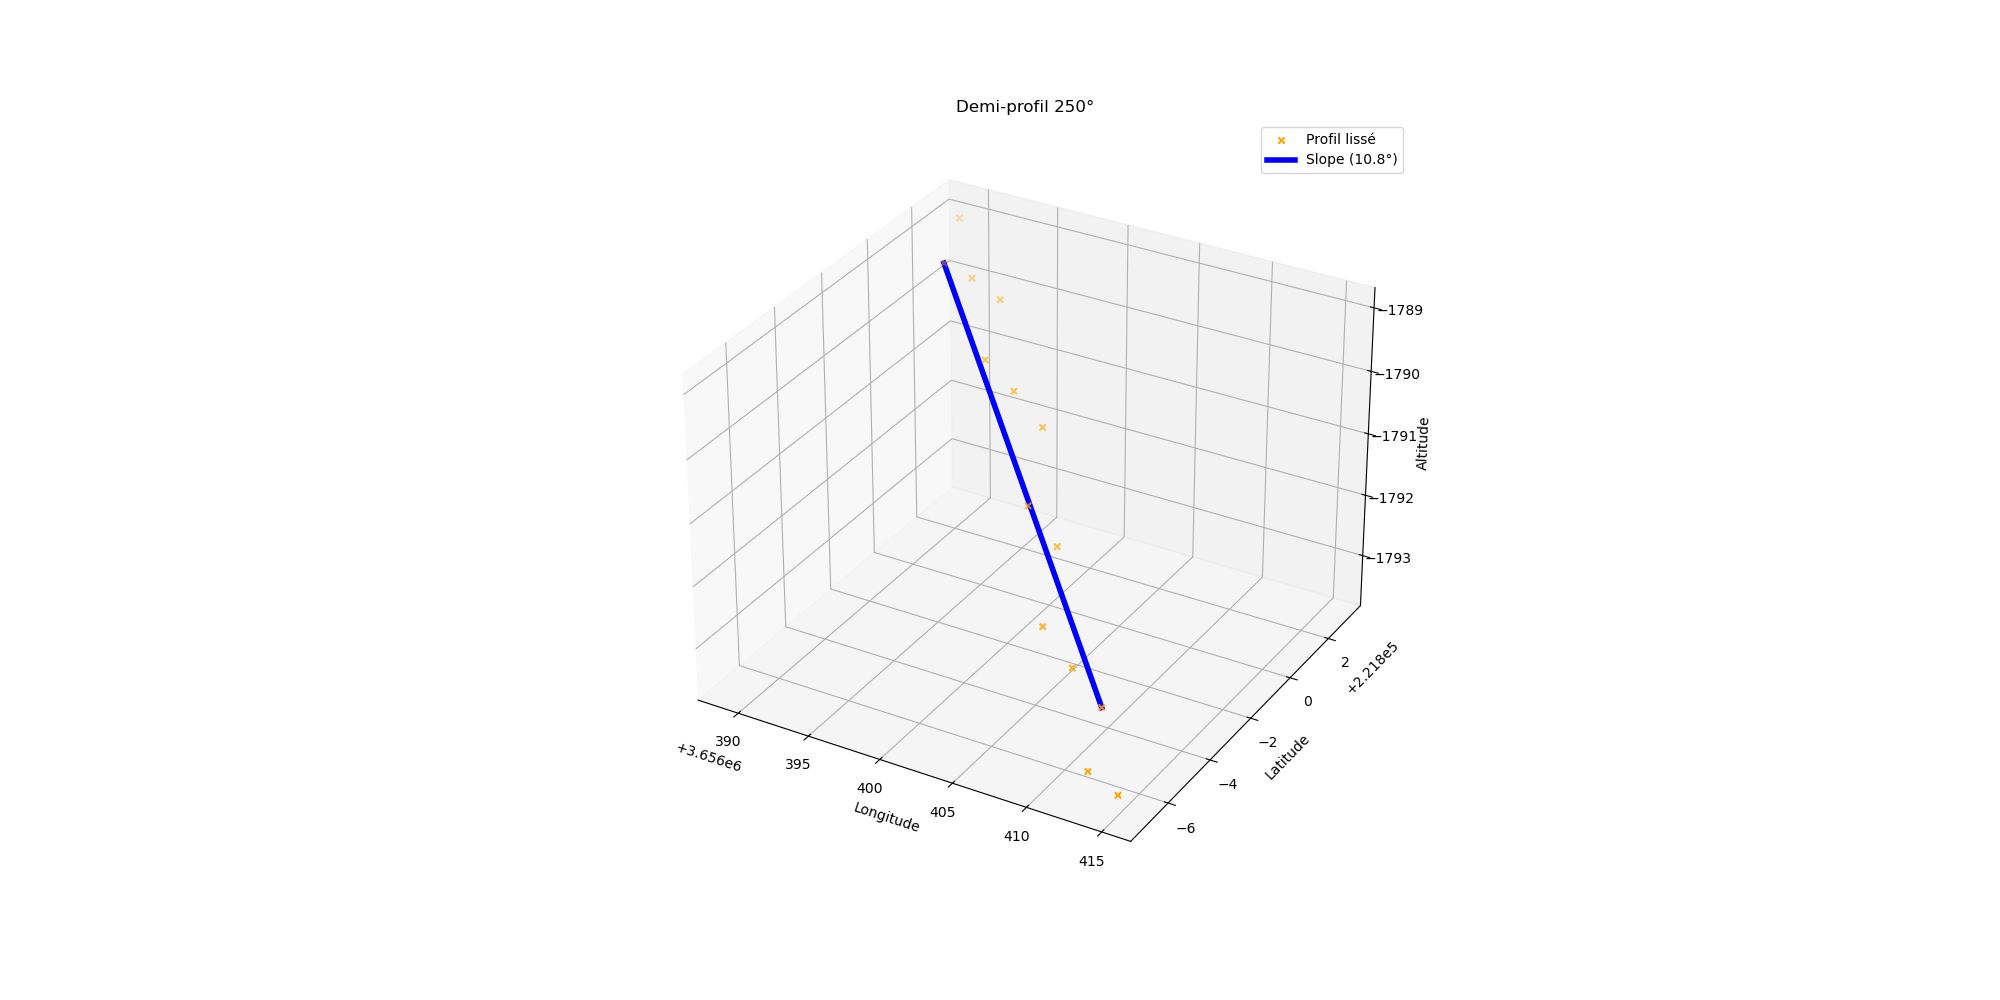 Demi-profil 250°
Profil lissé
Slope (10.8°)
−1789
−1790
−1791
−1792
−1793
Altitude
2
0
−2
−4
−6
+2.218e5
Latitude
390
395
400
405
410
415
+3.656e6
Longitude